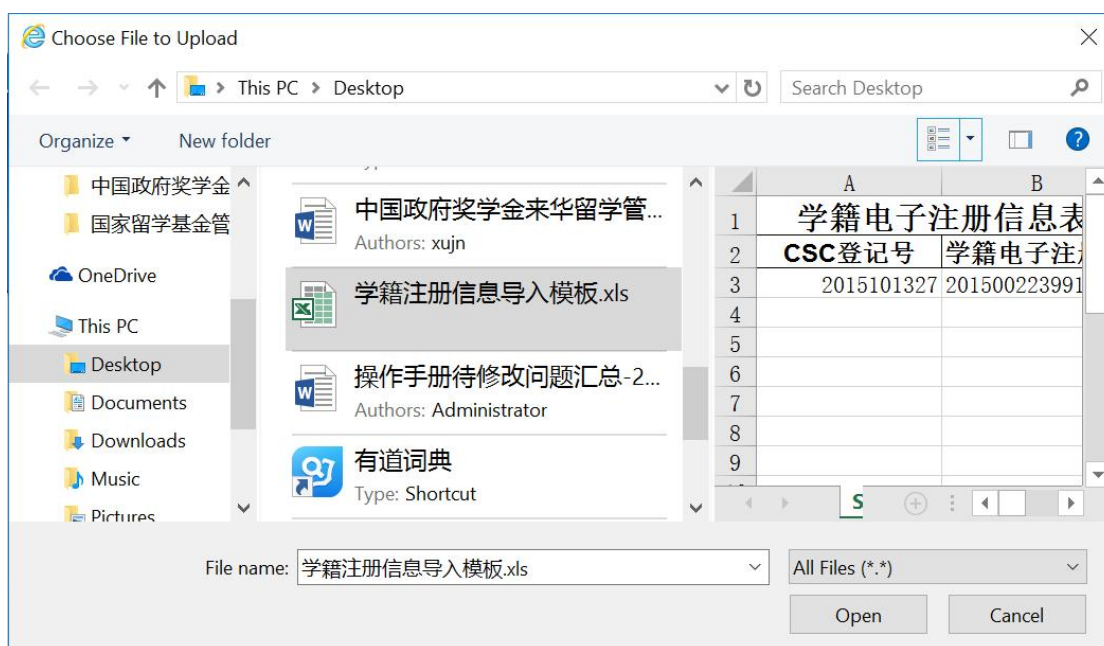 Choose File to Upload
This PC > Desktop
Search Desktop
Organize
New folder
中国政府奖学金
国家留学基金管
OneDrive
This PC
Desktop
Documents
Downloads
Music
Pictures
中国政府奖学金来华留学管...
Authors: xujn
学籍注册信息导入模板.xls
操作手册待修改问题汇总-2...
Authors: Administrator
有道词典
Type: Shortcut
A B
1 学籍电子注册信息表
2 CSC登记号 学籍电子注
3 2015101327 201500223991
4
5
6
7
8
9
S
File name: 学籍注册信息导入模板.xls
All Files (*.*)
Open
Cancel